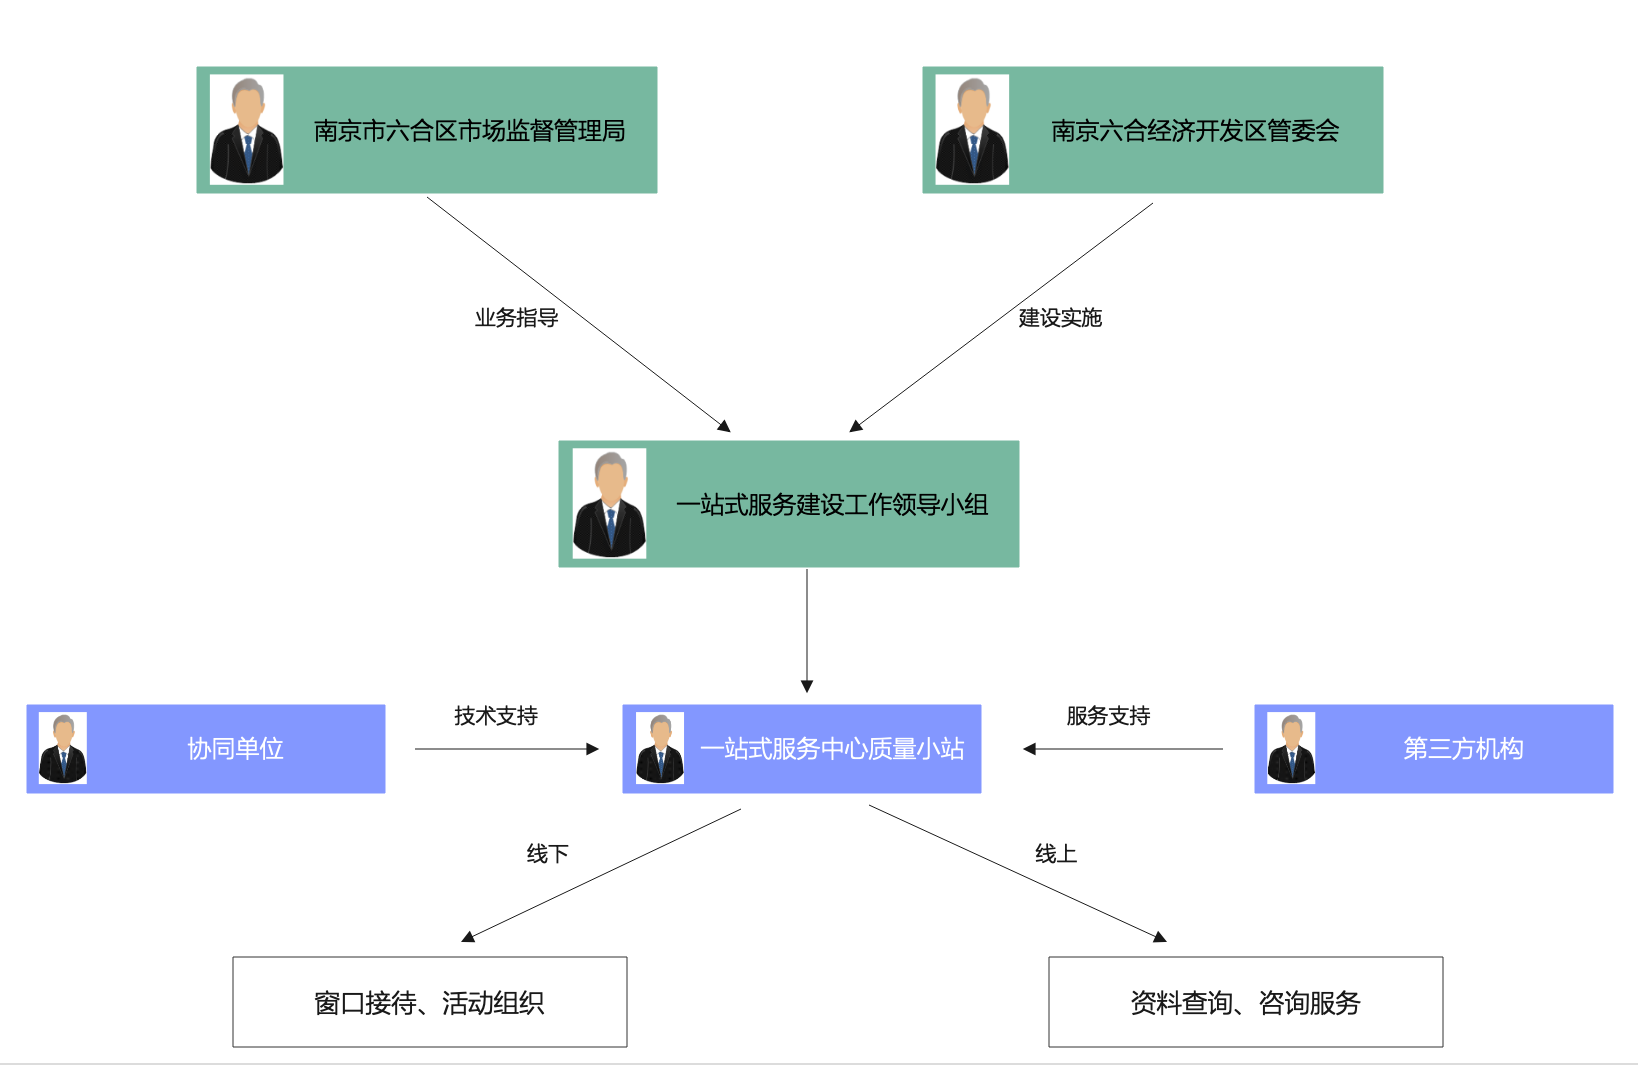 南京市六合区市场监督管理局
南京六合经济开发区管委会
业务指导
建设实施
一站式服务建设工作领导小组
协同单位
技术支持
一站式服务中心质量小站
服务支持
第三方机构
线下
线上
窗口接待、活动组织
资料查询、咨询服务